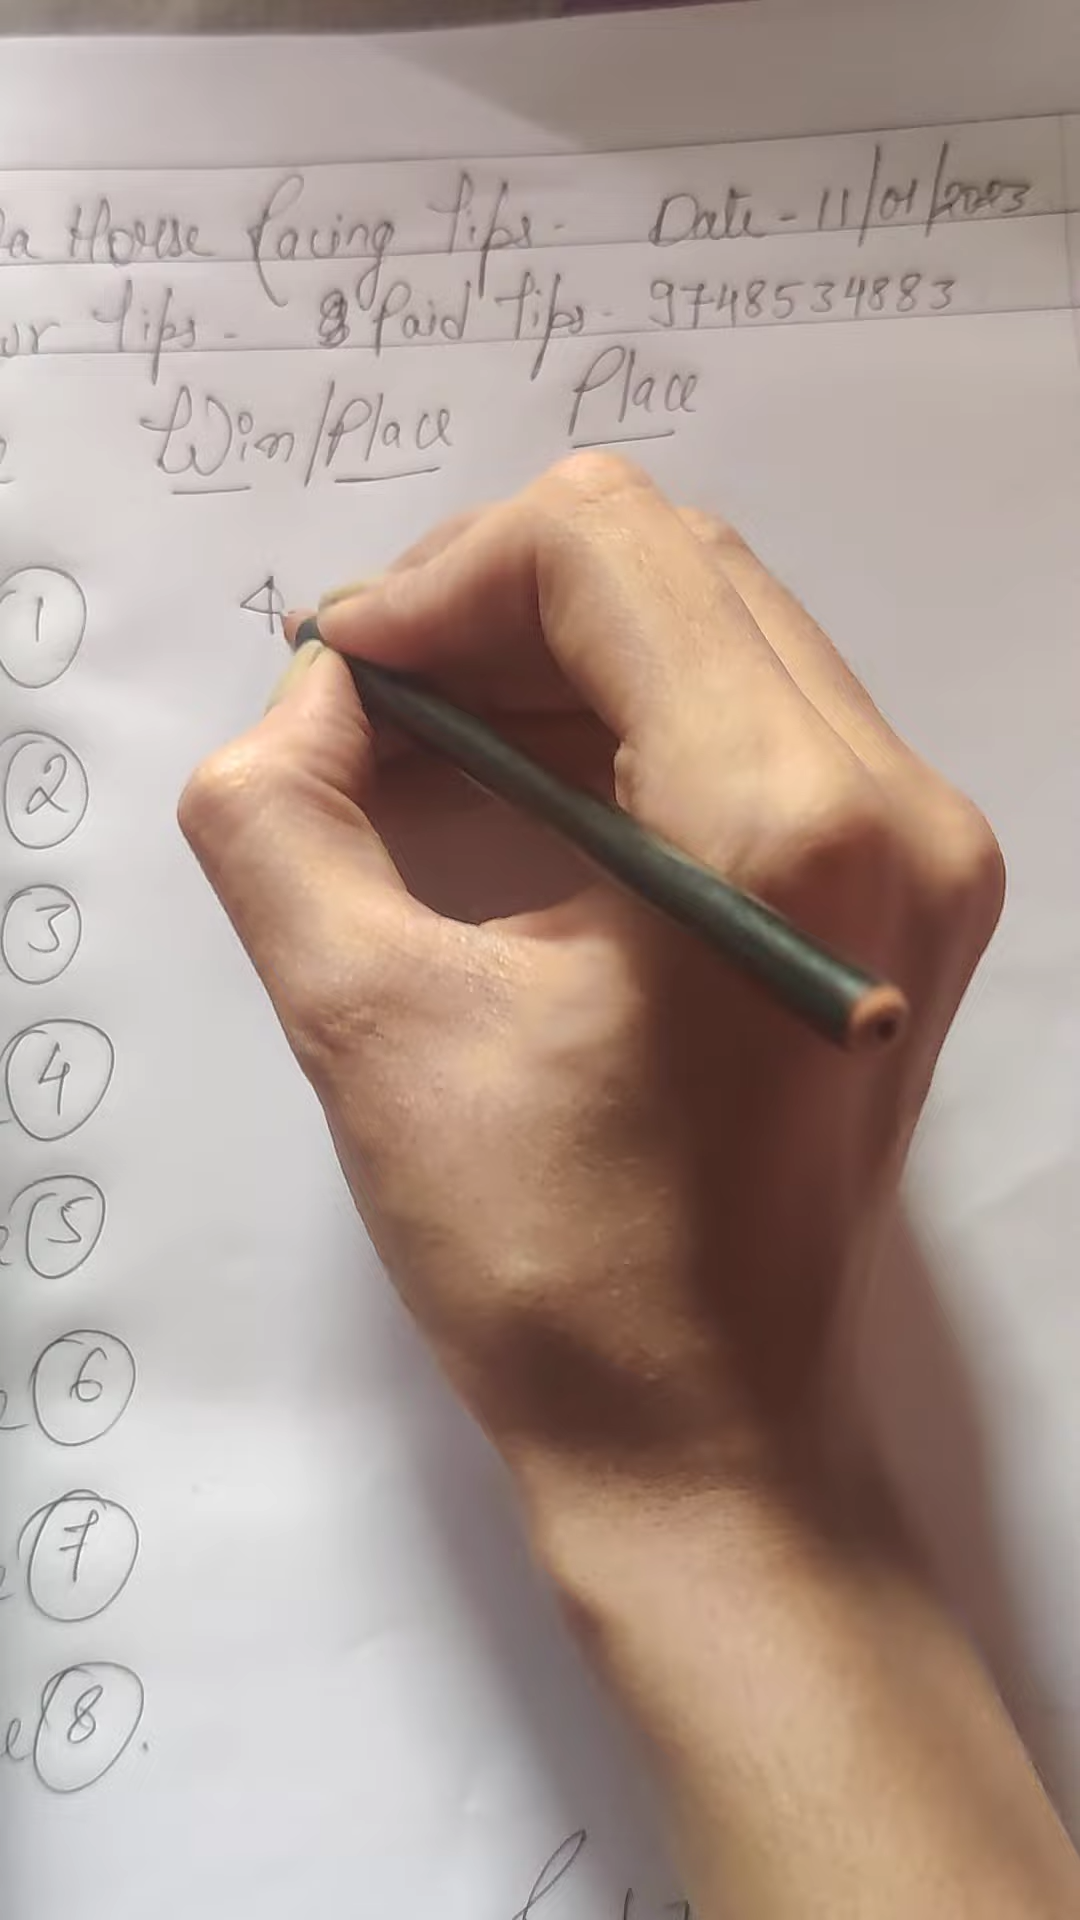 a Horse Racing Tips - Date - 11/01/2023
ur Tips - & Paid Tips - 9748534883
Win/Place Place
1 4
2
3
4
5
6
7
e 8.